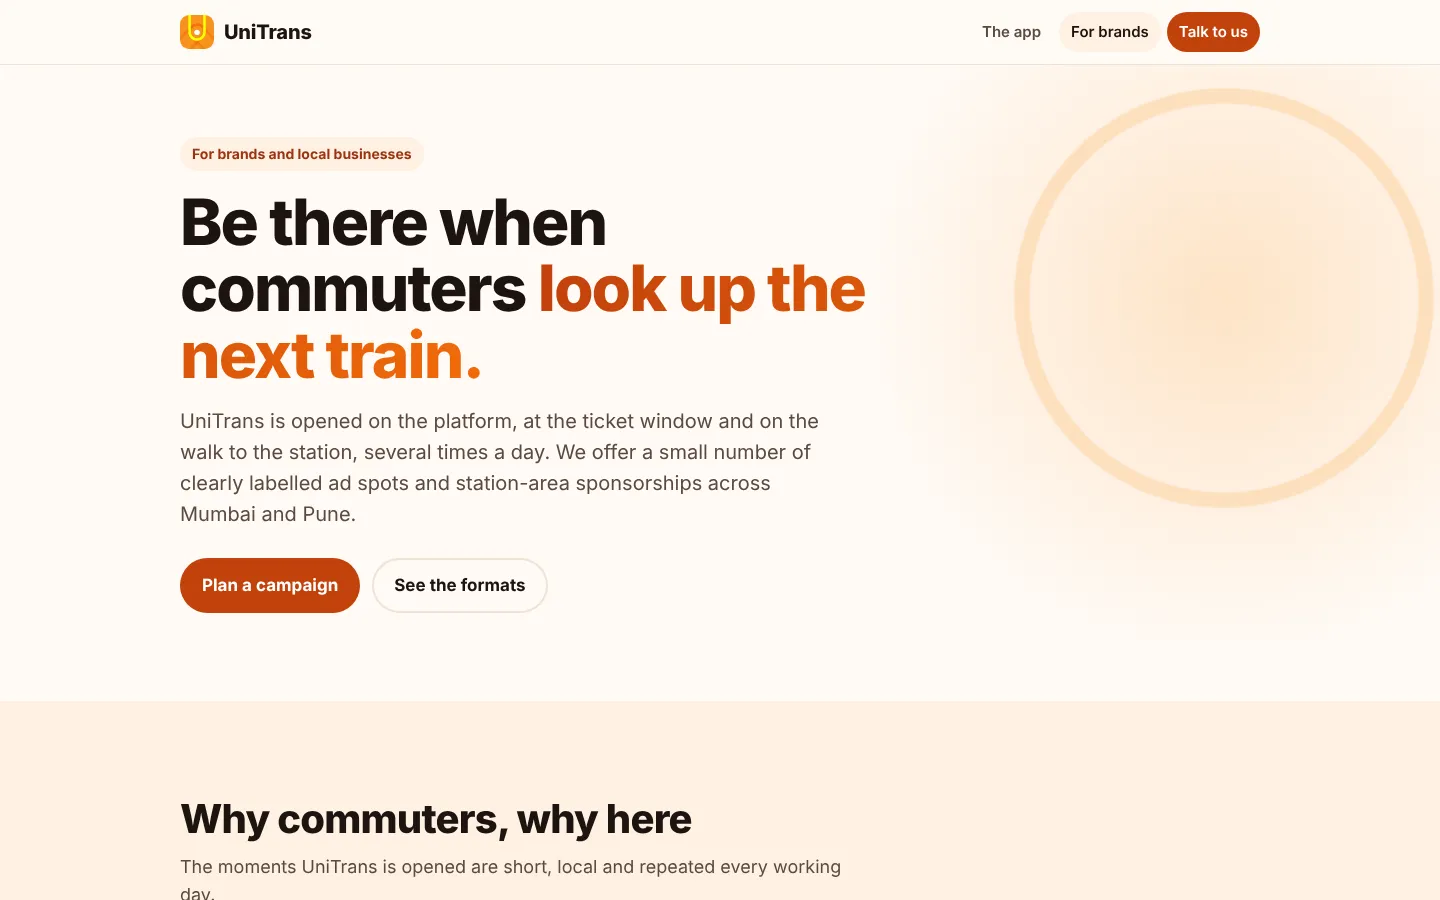 UniTrans
The app
For brands
Talk to us
For brands and local businesses
Be there when
commuters look up the
next train.
UniTrans is opened on the platform, at the ticket window and on the
walk to the station, several times a day. We offer a small number of
clearly labelled ad spots and station-area sponsorships across
Mumbai and Pune.
Plan a campaign
See the formats
Why commuters, why here
The moments UniTrans is opened are short, local and repeated every working
day.